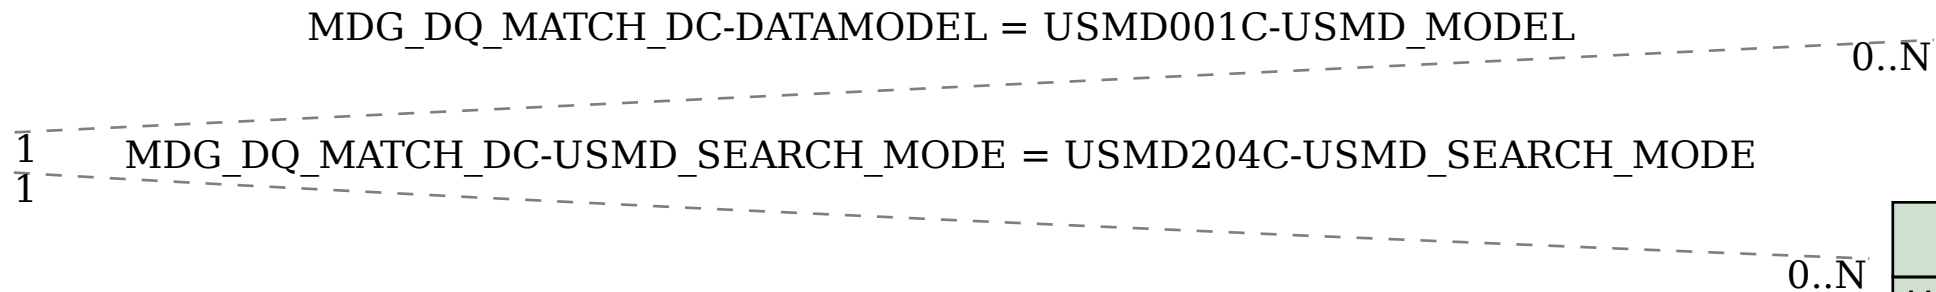 MDG_DQ_MATCH_DC-DATAMODEL = USMD001C-USMD_MODEL
0..N
1
MDG_DQ_MATCH_DC-USMD_SEARCH_MODE = USMD204C-USMD_SEARCH_MODE
1
0..N